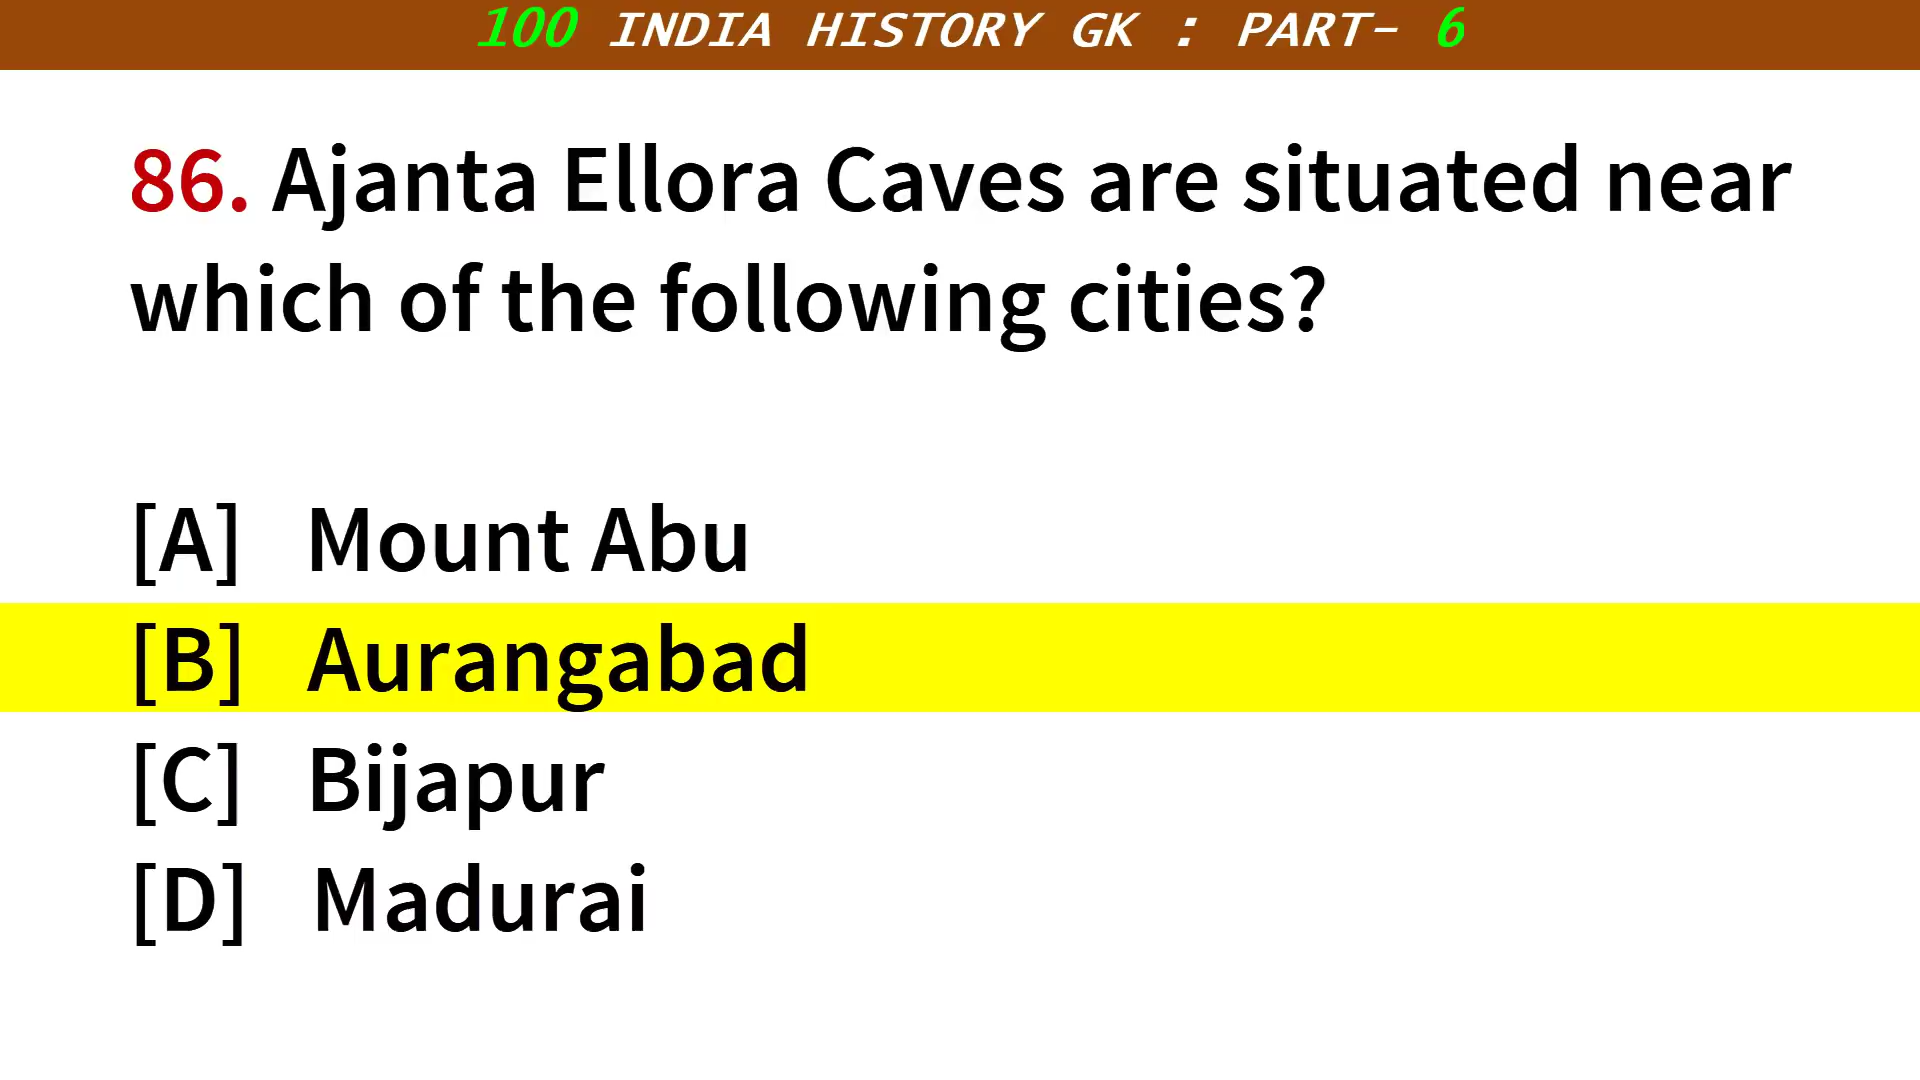 100 INDIA HISTORY GK : PART- 6
86. Ajanta Ellora Caves are situated near
which of the following cities?
[A] Mount Abu
[B] Aurangabad
[C] Bijapur
[D] Madurai